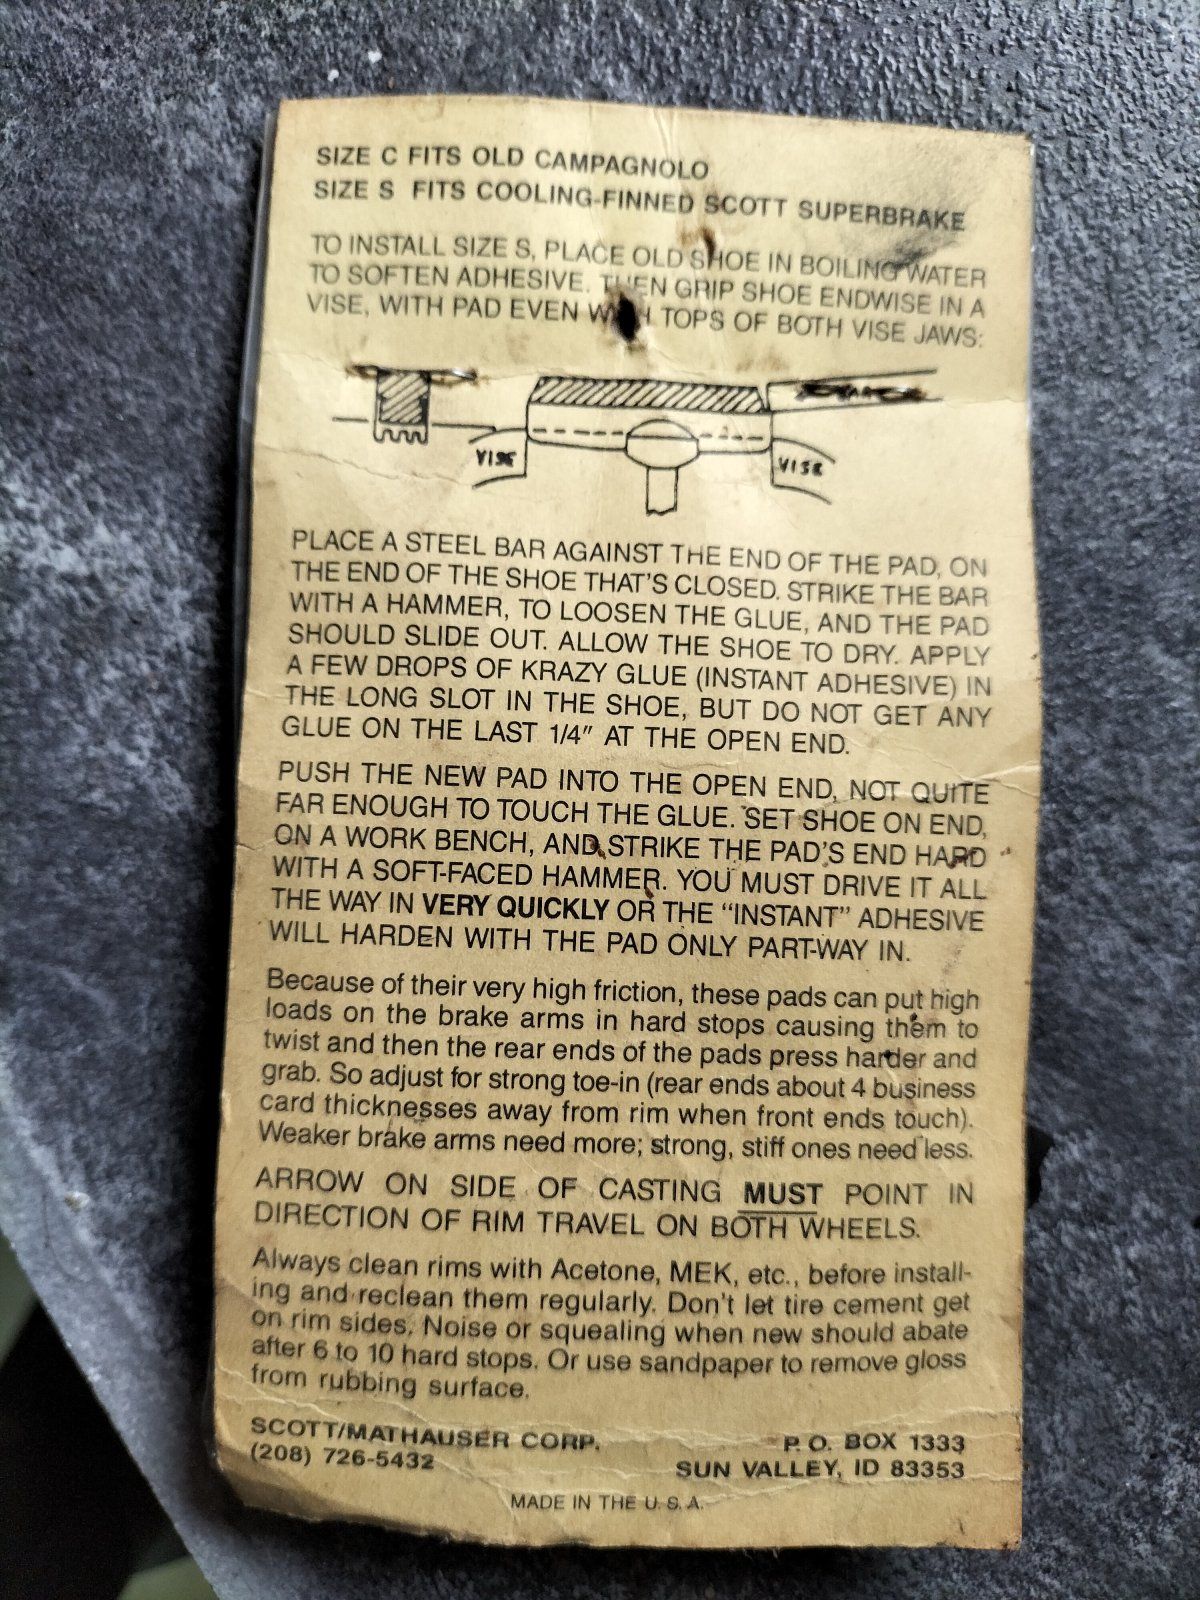 SIZE C FITS OLD CAMPAGNOLO
SIZE S FITS COOLING-FINNED SCOTT SUPERBRAKE
TO INSTALL SIZE S, PLACE OLD SHOE IN BOILING WATER
TO SOFTEN ADHESIVE. THEN GRIP SHOE ENDWISE IN A
VISE, WITH PAD EVEN WITH TOPS OF BOTH VISE JAWS:
VISE
VISE
PLACE A STEEL BAR AGAINST THE END OF THE PAD, ON
THE END OF THE SHOE THAT'S CLOSED. STRIKE THE BAR
WITH A HAMMER, TO LOOSEN THE GLUE, AND THE PAD
SHOULD SLIDE OUT. ALLOW THE SHOE TO DRY. APPLY
A FEW DROPS OF KRAZY GLUE (INSTANT ADHESIVE) IN
THE LONG SLOT IN THE SHOE, BUT DO NOT GET ANY
GLUE ON THE LAST 1/4" AT THE OPEN END.
PUSH THE NEW PAD INTO THE OPEN END, NOT QUITE
FAR ENOUGH TO TOUCH THE GLUE. SET SHOE ON END,
ON A WORK BENCH, AND STRIKE THE PAD'S END HARD
WITH A SOFT-FACED HAMMER. YOU MUST DRIVE IT ALL
THE WAY IN VERY QUICKLY OR THE "INSTANT" ADHESIVE
WILL HARDEN WITH THE PAD ONLY PART-WAY IN.
Because of their very high friction, these pads can put high
loads on the brake arms in hard stops causing them to
twist and then the rear ends of the pads press harder and
grab. So adjust for strong toe-in (rear ends about 4 business
card thicknesses away from rim when front ends touch).
Weaker brake arms need more; strong, stiff ones need less.
ARROW ON SIDE OF CASTING MUST POINT IN
DIRECTION OF RIM TRAVEL ON BOTH WHEELS.
Always clean rims with Acetone, MEK, etc., before install-
ing and reclean them regularly. Don't let tire cement get
on rim sides. Noise or squealing when new should abate
after 6 to 10 hard stops. Or use sandpaper to remove gloss
from rubbing surface.
SCOTT/MATHAUSER CORP. P.O. BOX 1333
(208) 726-5432 SUN VALLEY, ID 83353
MADE IN THE U.S.A.